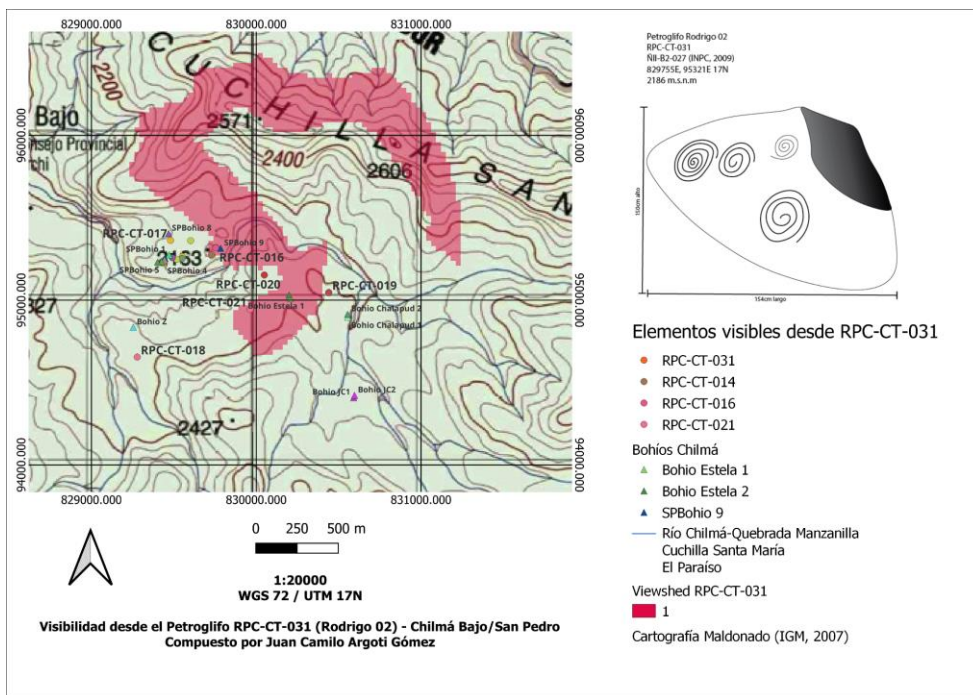 829000.000
830000.000
831000.000
CUCHILLA SAN
2200
Bajo
nsejo Provincial
rchi
2571
2400
2606
96000.000
96000.000
RPC-CT-017
SPBohio 8
SPBohio 1
2163
SPBohio 9
RPC-CT-016
SPBohio 5
SPBohio 4
RPC-CT-020
RPC-CT-019
RPC-CT-021
Bohio Estela 1
95000.000
95000.000
327
Bohio Chalapud 2
Bohio Z
RPC-CT-018
Bohio JC1
Bohio JC2
2427
94000.000
94000.000
829000.000
830000.000
831000.000
0 250 500 m
1:20000
WGS 72 / UTM 17N
Visibilidad desde el Petroglifo RPC-CT-031 (Rodrigo 02) - Chilmá Bajo/San Pedro
Compuesto por Juan Camilo Argoti Gómez
Petroglifo Rodrigo 02
RPC-CT-031
ÑII-B2-027 (INPC, 2009)
829755E, 95321E 17N
2186 m.s.n.m
150cm alto
154cm largo
Elementos visibles desde RPC-CT-031
RPC-CT-031
RPC-CT-014
RPC-CT-016
RPC-CT-021
Bohíos Chilmá
Bohio Estela 1
Bohio Estela 2
SPBohio 9
Río Chilmá-Quebrada Manzanilla
Cuchilla Santa María
El Paraíso
Viewshed RPC-CT-031
1
Cartografía Maldonado (IGM, 2007)